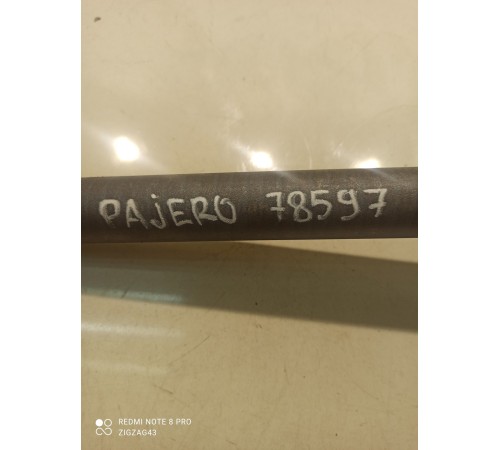 PAJERO 78597
REDMI NOTE 8 PRO
ZIGZAG43